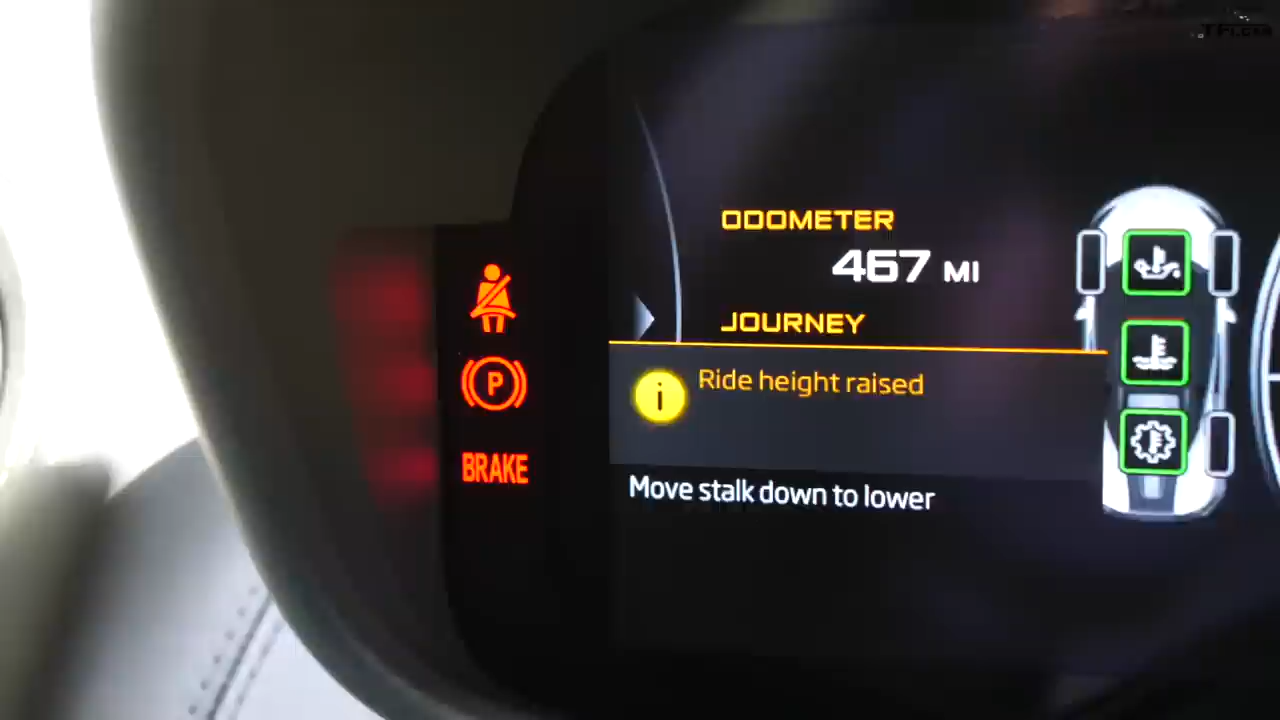 ODOMETER
467 MI
JOURNEY
i Ride height raised
Move stalk down to lower
P
BRAKE